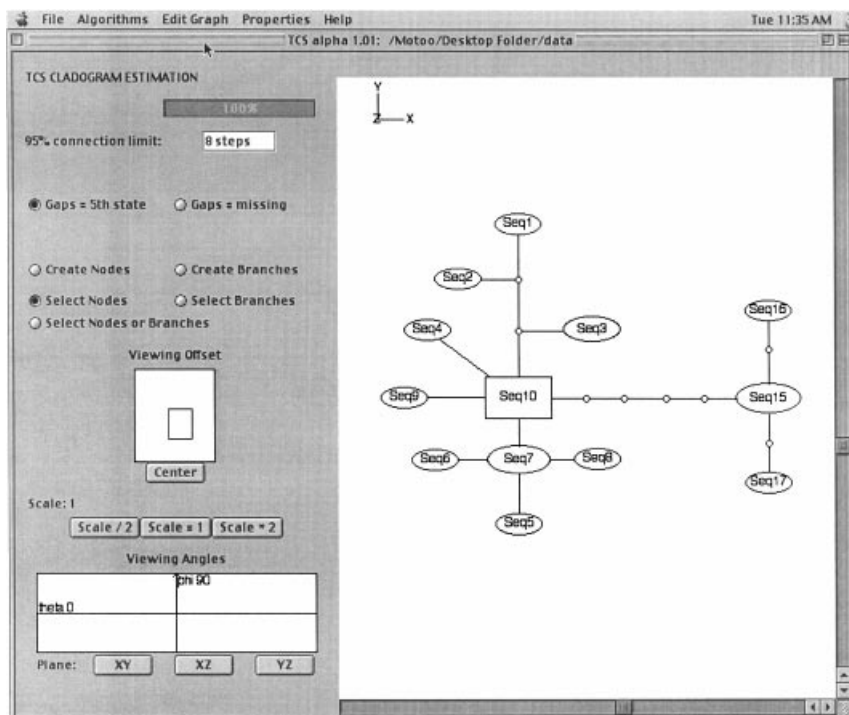 File Algorithms Edit Graph Properties Help Tue 11:35 AM
TCS alpha 1.01: /Motoo/Desktop Folder/data
TCS CLADOGRAM ESTIMATION
100%
95% connection limit: 8 steps
Gaps = 5th state Gaps = missing
Create Nodes Create Branches
Select Nodes Select Branches
Select Nodes or Branches
Viewing Offset
Center
Scale: 1
Scale / 2 Scale = 1 Scale * 2
Viewing Angles
phi 90
theta 0
Plane: XY XZ YZ
Y
Z X
Seq1
Seq2
Seq3
Seq4
Seq16
Seq9
Seq10
Seq15
Seq6
Seq7
Seq8
Seq17
Seq5